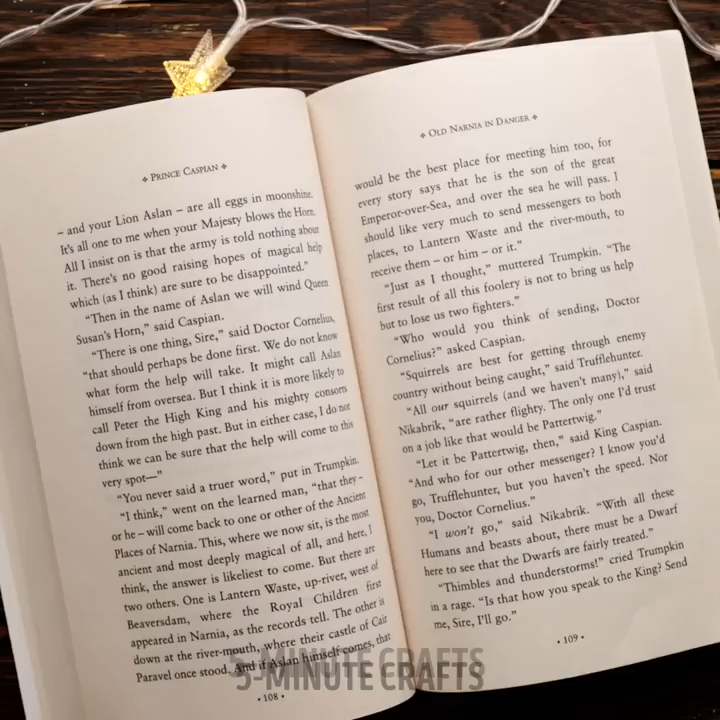 ❖ PRINCE CASPIAN ❖
– and your Lion Aslan – are all eggs in moonshine.
It's all one to me when your Majesty blows the Horn.
All I insist on is that the army is told nothing about
it. There's no good raising hopes of magical help
which (as I think) are sure to be disappointed."
"Then in the name of Aslan we will wind Queen
Susan's Horn," said Caspian.
"There is one thing, Sire," said Doctor Cornelius,
"that should perhaps be done first. We do not know
what form the help will take. It might call Aslan
himself from oversea. But I think it is more likely to
call Peter the High King and his mighty consorts
down from the high past. But in either case, I do not
think we can be sure that the help will come to this
very spot—"
"You never said a truer word," put in Trumpkin.
"I think," went on the learned man, "that they –
or he – will come back to one or other of the Ancient
Places of Narnia. This, where we now sit, is the most
ancient and most deeply magical of all, and here, I
think, the answer is likeliest to come. But there are
two others. One is Lantern Waste, up-river, west of
Beaversdam, where the Royal Children first
appeared in Narnia, as the records tell. The other is
down at the river-mouth, where their castle of Cair
Paravel once stood. And if Aslan himself comes, that
• 108 •
❖ OLD NARNIA IN DANGER ❖
would be the best place for meeting him too, for
every story says that he is the son of the great
Emperor-over-Sea, and over the sea he will pass. I
should like very much to send messengers to both
places, to Lantern Waste and the river-mouth, to
receive them – or him – or it."
"Just as I thought," muttered Trumpkin. "The
first result of all this foolery is not to bring us help
but to lose us two fighters."
"Who would you think of sending, Doctor
Cornelius?" asked Caspian.
"Squirrels are best for getting through enemy
country without being caught," said Trufflehunter.
"All our squirrels (and we haven't many)," said
Nikabrik, "are rather flighty. The only one I'd trust
on a job like that would be Pattertwig."
"Let it be Pattertwig, then," said King Caspian.
"And who for our other messenger? I know you'd
go, Trufflehunter, but you haven't the speed. Nor
you, Doctor Cornelius."
"I won't go," said Nikabrik. "With all these
Humans and beasts about, there must be a Dwarf
here to see that the Dwarfs are fairly treated."
"Thimbles and thunderstorms!" cried Trumpkin
in a rage. "Is that how you speak to the King? Send
me, Sire, I'll go."
• 109 •
5-MINUTE CRAFTS